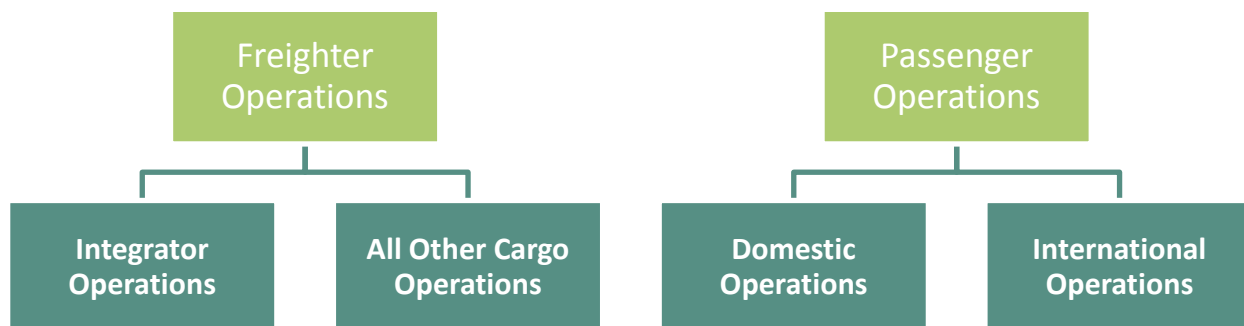 Freighter
Operations
Passenger
Operations
Integrator
Operations
All Other Cargo
Operations
Domestic
Operations
International
Operations